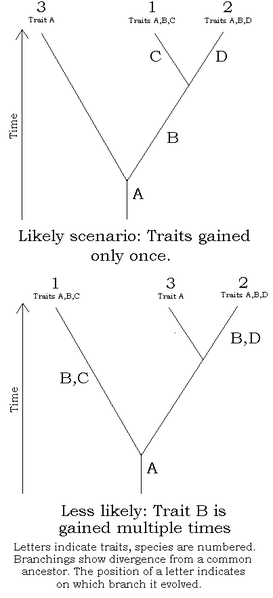 3 1 2
Trait A Traits A,B,C Traits A,B,D
C D
Time
B
A
Likely scenario: Traits gained
only once.
1 3 2
Traits A,B,C Trait A Traits A,B,D
B,D
B,C
Time
A
Less likely: Trait B is
gained multiple times
Letters indicate traits, species are numbered.
Branchings show divergence from a common
ancestor. The position of a letter indicates
on which branch it evolved.